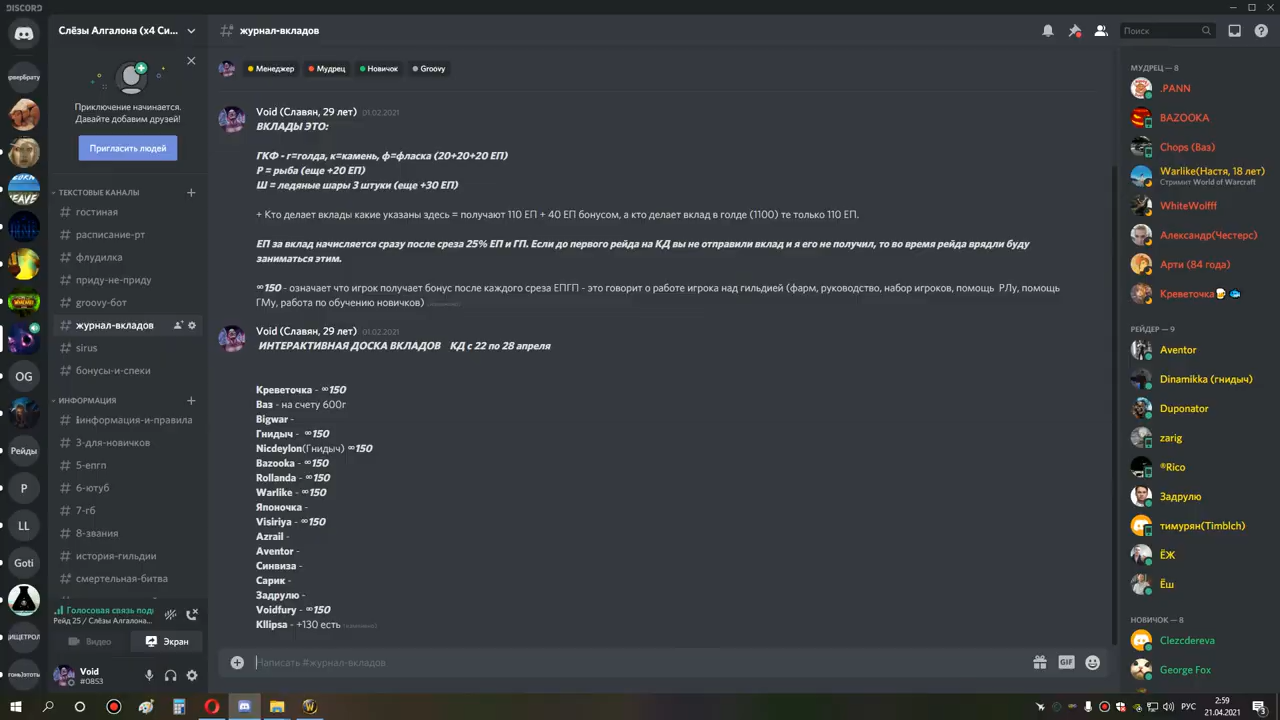 DISCORD
Слёзы Алгалона (x4 Си...
журнал-вкладов
Поиск
Приключение начинается.
Давайте добавим друзей!
Пригласить людей
ТЕКСТОВЫЕ КАНАЛЫ
гостиная
расписание-рт
флудилка
приду-не-приду
groovy-бот
журнал-вкладов
sirus
бонусы-и-спеки
ИНФОРМАЦИЯ
информация-и-правила
3-для-новичков
5-епгп
6-ютуб
7-гб
8-звания
история-гильдии
смертельная-битва
Голосовая связь под
Рейд 25 / Слёзы Алгалона...
Видео
Экран
Void
#0853
OG
Рейды
P
LL
Goti
Менеджер
Мудрец
Новичок
Groovy
Void (Славян, 29 лет) 01.02.2021
ВКЛАДЫ ЭТО:
ГКФ - г=голда, к=камень, ф=фласка (20+20+20 ЕП)
Р = рыба (еще +20 ЕП)
Ш = ледяные шары 3 штуки (еще +30 ЕП)
+ Кто делает вклады какие указаны здесь = получают 110 ЕП + 40 ЕП бонусом, а кто делает вклад в голде (1100) те только 110 ЕП.
ЕП за вклад начисляется сразу после среза 25% ЕП и ГП. Если до первого рейда на КД вы не отправили вклад и я его не получил, то во время рейда врядли буду
заниматься этим.
∞150 - означает что игрок получает бонус после каждого среза ЕПГП - это говорит о работе игрока над гильдией (фарм, руководство, набор игроков, помощь РЛу, помощь
ГМу, работа по обучению новичков)
Void (Славян, 29 лет) 01.02.2021
ИНТЕРАКТИВНАЯ ДОСКА ВКЛАДОВ КД с 22 по 28 апреля
Креветочка - ∞150
Ваз - на счету 600г
Bigwar -
Гнидыч - ∞150
Nicdeylon(Гнидыч) ∞150
Bazooka - ∞150
Rollanda - ∞150
Warlike - ∞150
Японочка -
Visiriya - ∞150
Azrail -
Aventor -
Синвиза -
Сарик -
Задрулю -
Voidfury - ∞150
Kllipsa - +130 есть
Написать #журнал-вкладов
GIF
МУДРЕЦ — 8
.PANN
BAZOOKA
Chops (Ваз)
Warlike(Настя, 18 лет)
Стримит World of Warcraft
WhiteWolfff
Александр(Честерс)
Арти (84 года)
Креветочка
РЕЙДЕР — 9
Aventor
Dinamikka (гнидыч)
Duponator
zarig
®Rico
Задрулю
тимурян(Timblch)
ЁЖ
Ёш
НОВИЧОК — 8
Clezcdereva
George Fox
РУС
2:59
21.04.2021